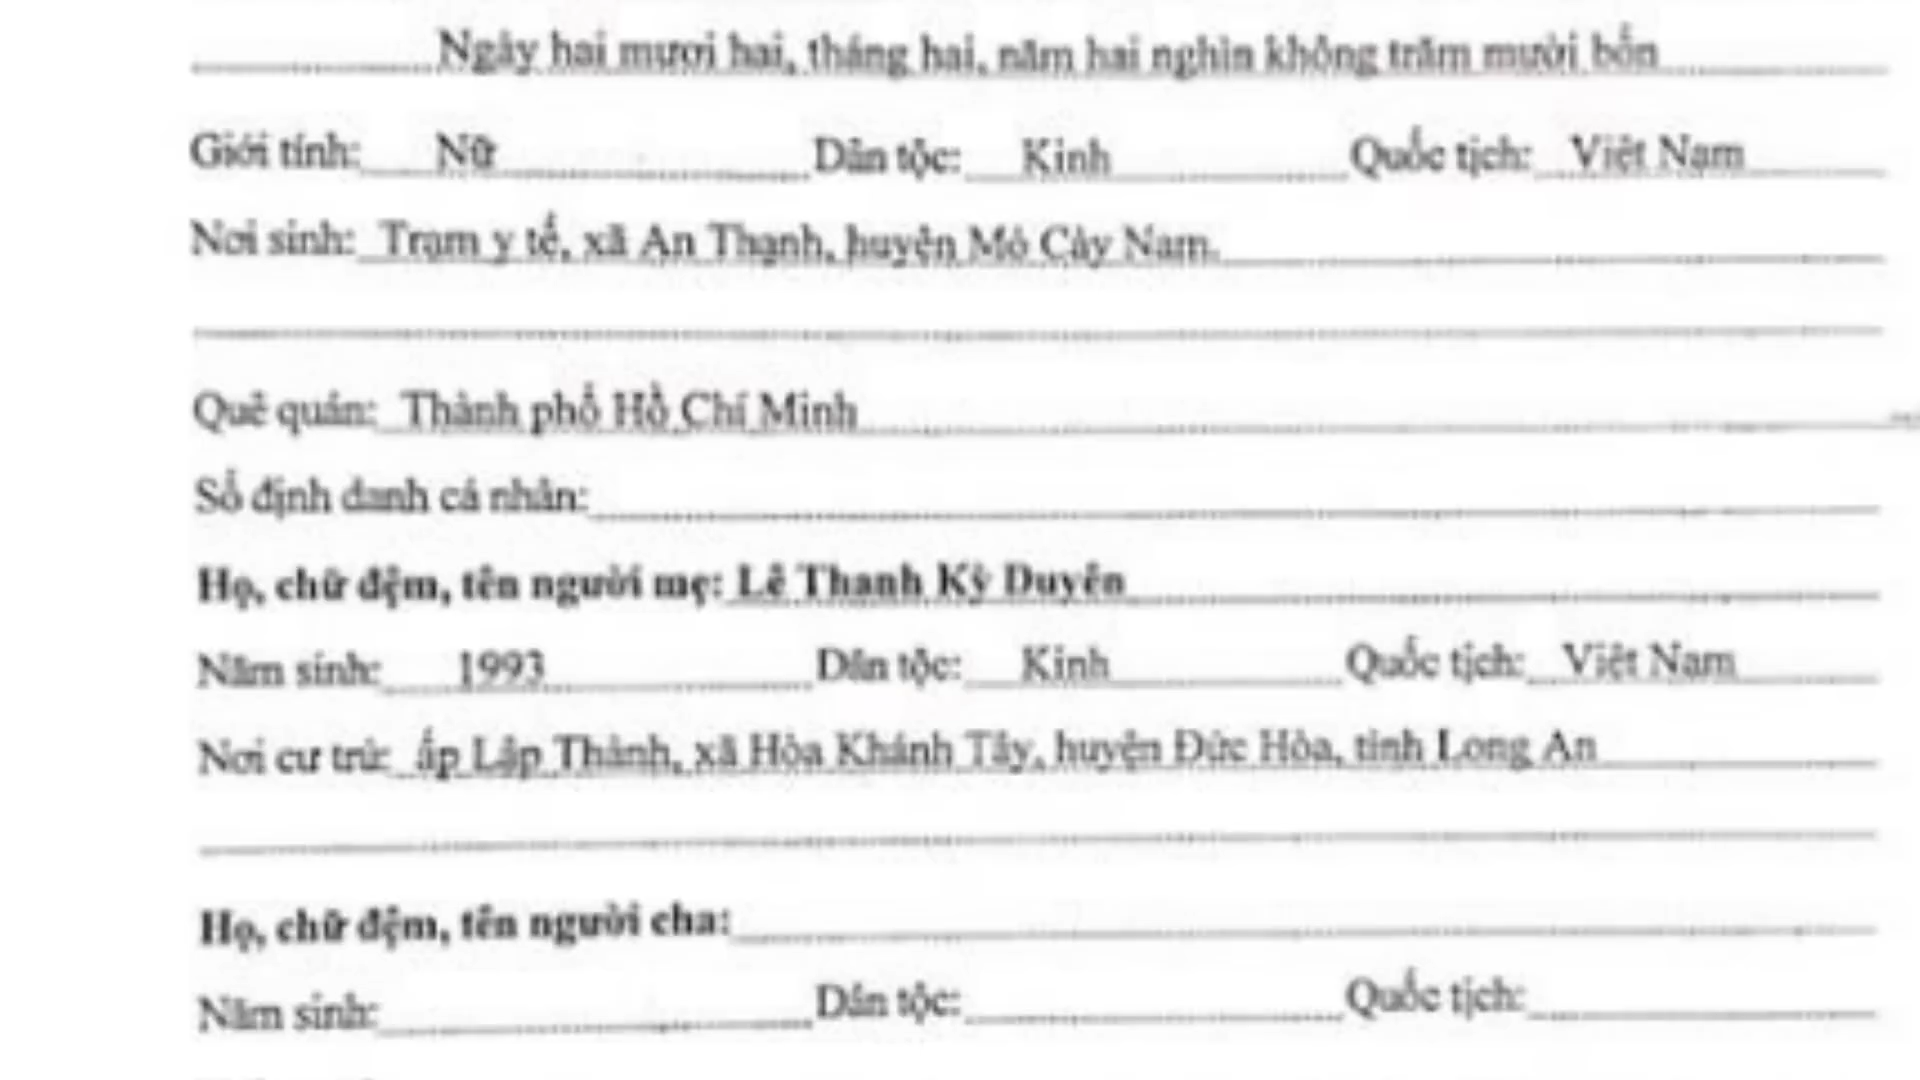 Ngày hai mươi hai, tháng hai, năm hai nghìn không trăm mười bốn
Giới tính: Nữ Dân tộc: Kinh Quốc tịch: Việt Nam
Nơi sinh: Trạm y tế, xã An Thạnh, huyện Mỏ Cày Nam.
Quê quán: Thành phố Hồ Chí Minh
Số định danh cá nhân:
Họ, chữ đệm, tên người mẹ: Lê Thanh Kỳ Duyên
Năm sinh: 1993 Dân tộc: Kinh Quốc tịch: Việt Nam
Nơi cư trú: ấp Lập Thành, xã Hòa Khánh Tây, huyện Đức Hòa, tỉnh Long An
Họ, chữ đệm, tên người cha:
Năm sinh: Dân tộc: Quốc tịch: